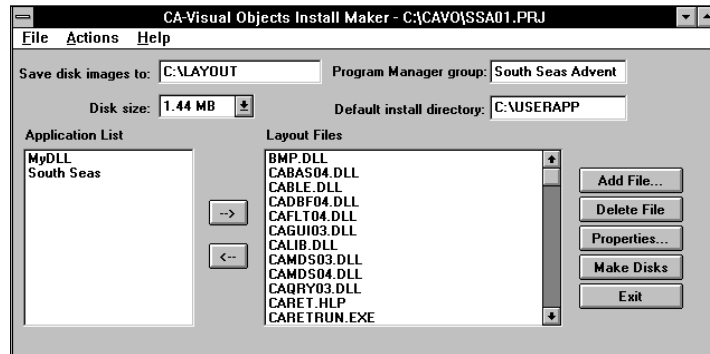 CA-Visual Objects Install Maker - C:\CAVO\SSA01.PRJ
File Actions Help
Save disk images to: C:\LAYOUT Program Manager group: South Seas Advent
Disk size: 1.44 MB Default install directory: C:\USERAPP
Application List
MyDLL
South Seas
-->
<--
Layout Files
BMP.DLL
CABAS04.DLL
CABLE.DLL
CADBF04.DLL
CAFLT04.DLL
CAGUI03.DLL
CALIB.DLL
CAMDS03.DLL
CAMDS04.DLL
CAQRY03.DLL
CARET.HLP
CARETRUN.EXE
Add File...
Delete File
Properties...
Make Disks
Exit